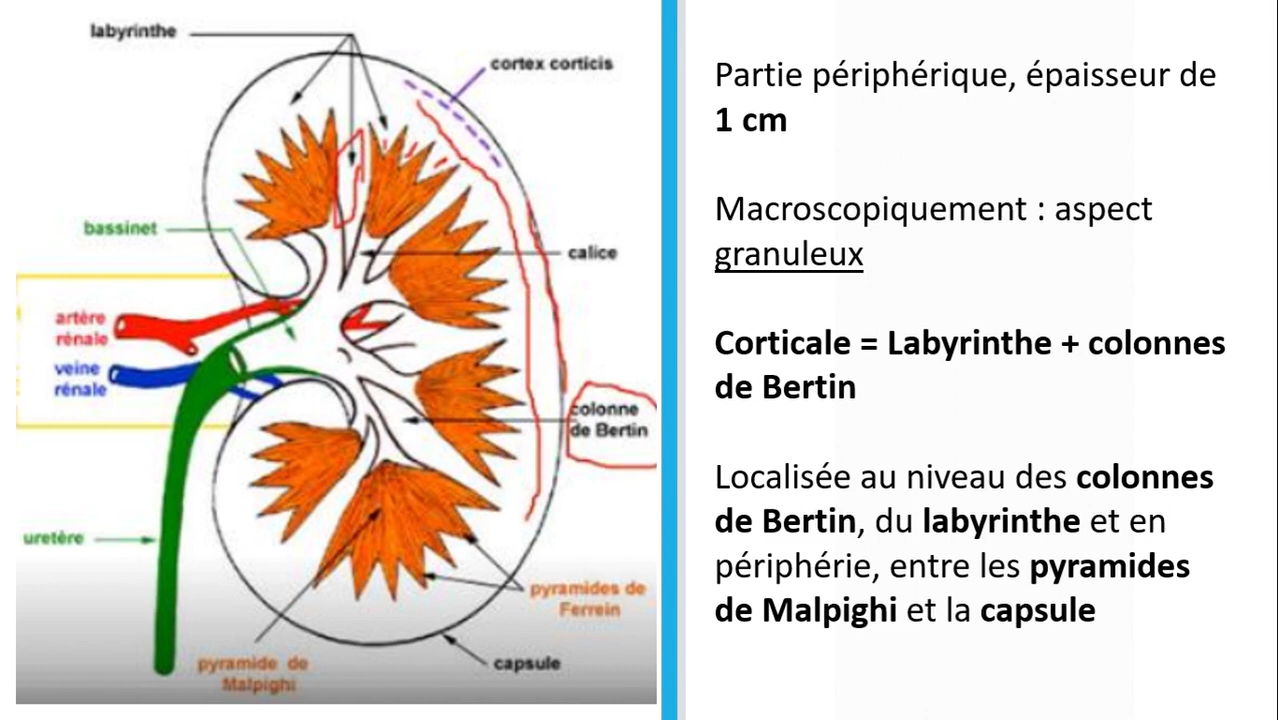 labyrinthe
cortex corticis
bassinet
calice
artère
rénale
veine
rénale
colonne
de Bertin
uretère
pyramides de
Ferrein
pyramide de
Malpighi
capsule
Partie périphérique, épaisseur de
1 cm
Macroscopiquement : aspect
granuleux
Corticale = Labyrinthe + colonnes
de Bertin
Localisée au niveau des colonnes
de Bertin, du labyrinthe et en
périphérie, entre les pyramides
de Malpighi et la capsule